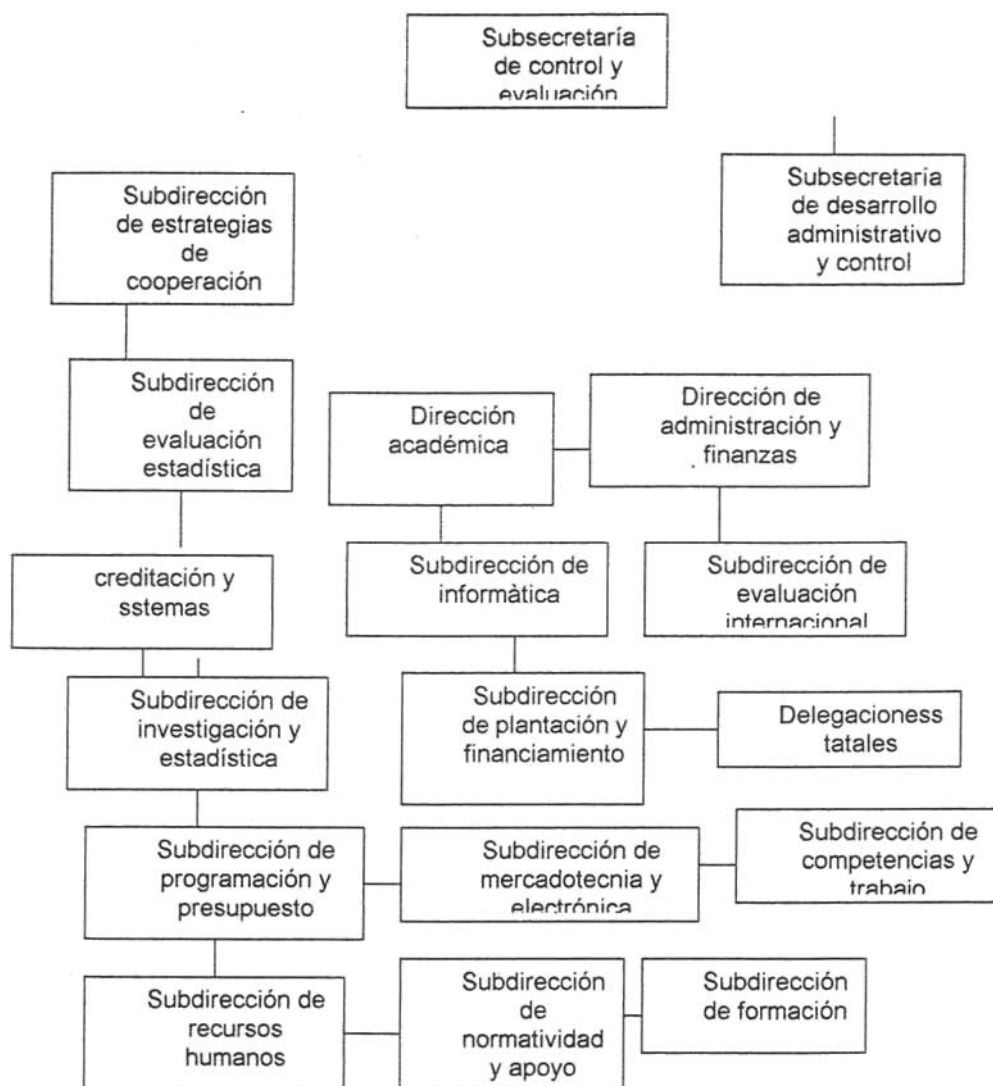 Subsecretaría
de control y
evaluación
Subsecretaria
de desarrollo
administrativo
y control
Subdirección
de estrategias
de
cooperación
Subdirección
de
evaluación
estadística
Dirección
académica
Dirección de
administración y
finanzas
creditación y
sstemas
Subdirección de
informàtica
Subdirección de
evaluación
internacional
Subdirección de
investigación y
estadística
Subdirección
de plantación y
financiamiento
Delegacioness
tatales
Subdirección de
programación y
presupuesto
Subdirección de
mercadotecnia y
electrónica
Subdirección de
competencias y
trabajo
Subdirección de
recursos
humanos
Subdirección
de
normatividad
y apoyo
Subdirección
de formación